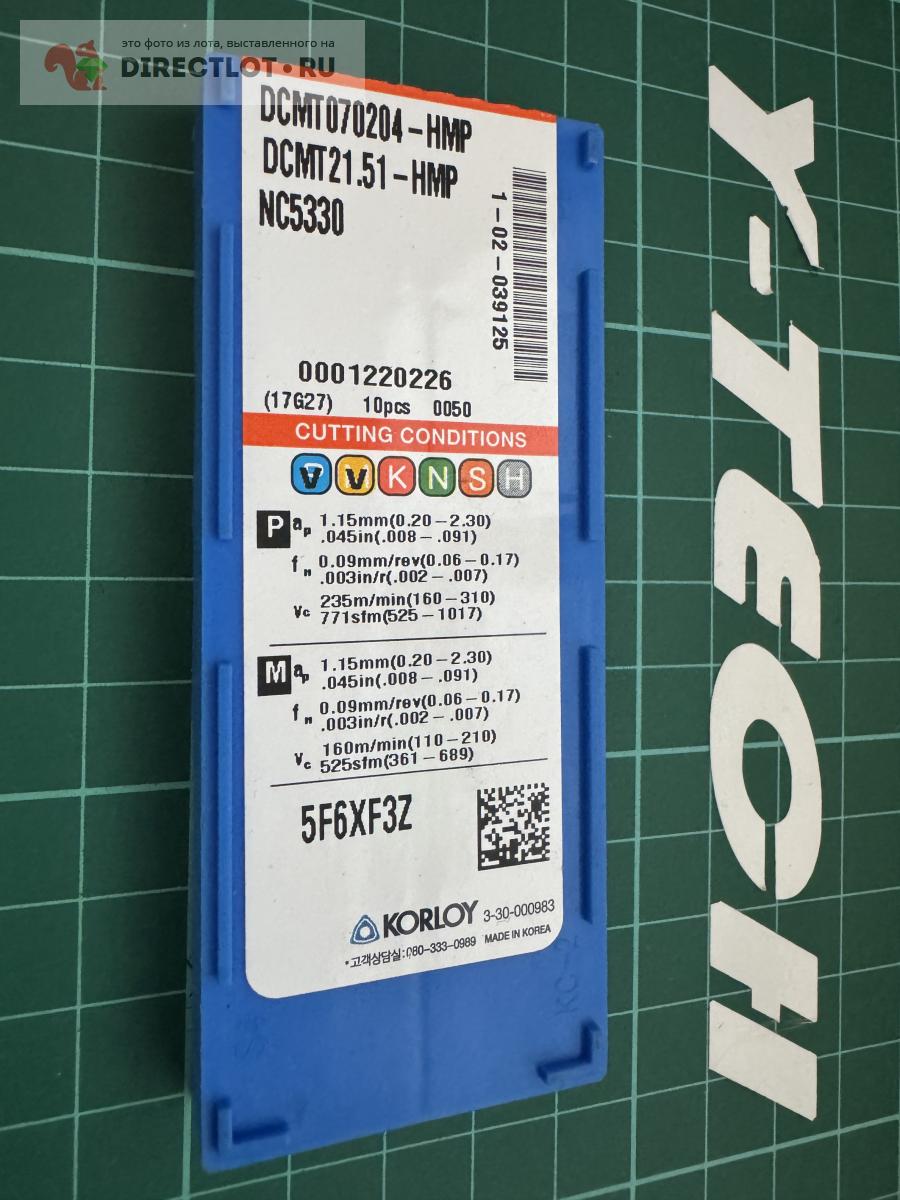 это фото из лота, выставленного на
DIRECTLOT.RU
DCMT070204-HMP
DCMT21.51-HMP
NC5330
1-02-039125
0001220226
(17G27) 10pcs 0050
CUTTING CONDITIONS
K N S H
P ap 1.15mm(0.20-2.30)
.045in(.008-.091)
fn 0.09mm/rev(0.06-0.17)
.003in/r(.002-.007)
Vc 235m/min(160-310)
771sfm(525-1017)
M ap 1.15mm(0.20-2.30)
.045in(.008-.091)
fn 0.09mm/rev(0.06-0.17)
.003in/r(.002-.007)
Vc 160m/min(110-210)
525sfm(361-689)
5F6XF3Z
KORLOY 3-30-000983
•고객상담실:080-333-0989 MADE IN KOREA
Y-TECH